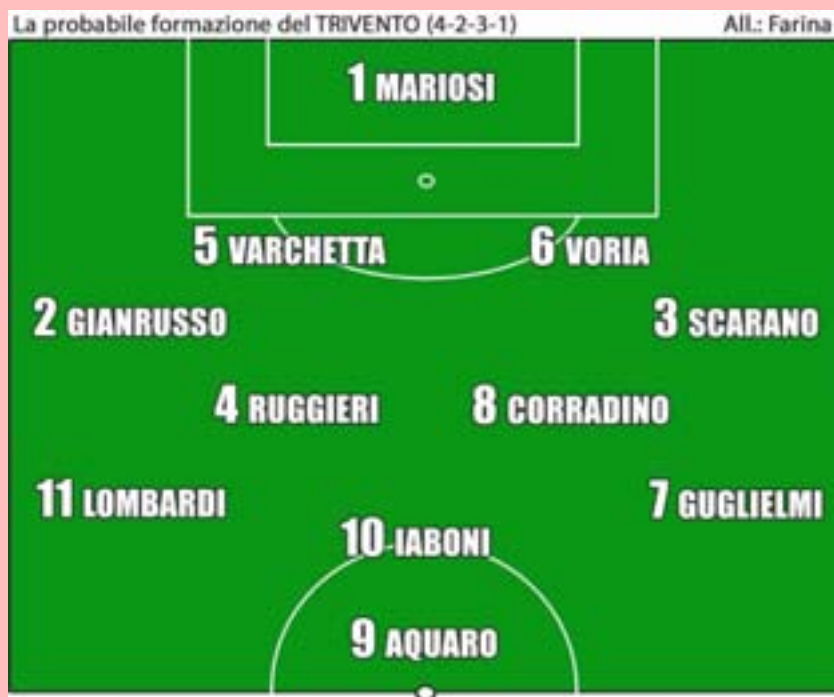 La probabile formazione del TRIVENTO (4-2-3-1) All.: Farina
1 MARIOSI
5 VARCHETTA 6 VORIA
2 GIANRUSSO 3 SCARANO
4 RUGGIERI 8 CORRADINO
11 LOMBARDI 7 GUGLIELMI
10 IABONI
9 AQUARO